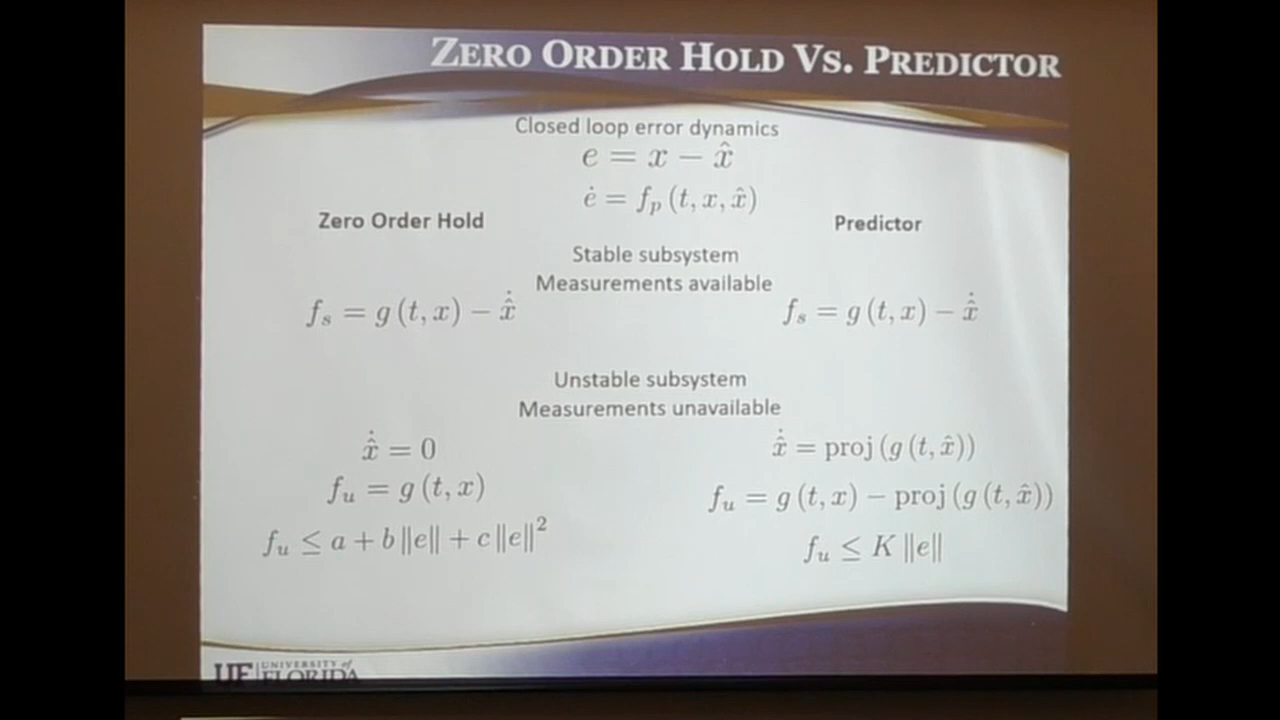 ZERO ORDER HOLD VS. PREDICTOR
Closed loop error dynamics
e = x − x̂
ė = f_p (t, x, x̂)
Zero Order Hold
Predictor
Stable subsystem
Measurements available
f_s = g (t, x) − x̂̇
f_s = g (t, x) − x̂̇
Unstable subsystem
Measurements unavailable
x̂̇ = 0
f_u = g (t, x)
f_u ≤ a + b ‖e‖ + c ‖e‖²
x̂̇ = proj (g (t, x̂))
f_u = g (t, x) − proj (g (t, x̂))
f_u ≤ K ‖e‖
UF UNIVERSITY of
FLORIDA